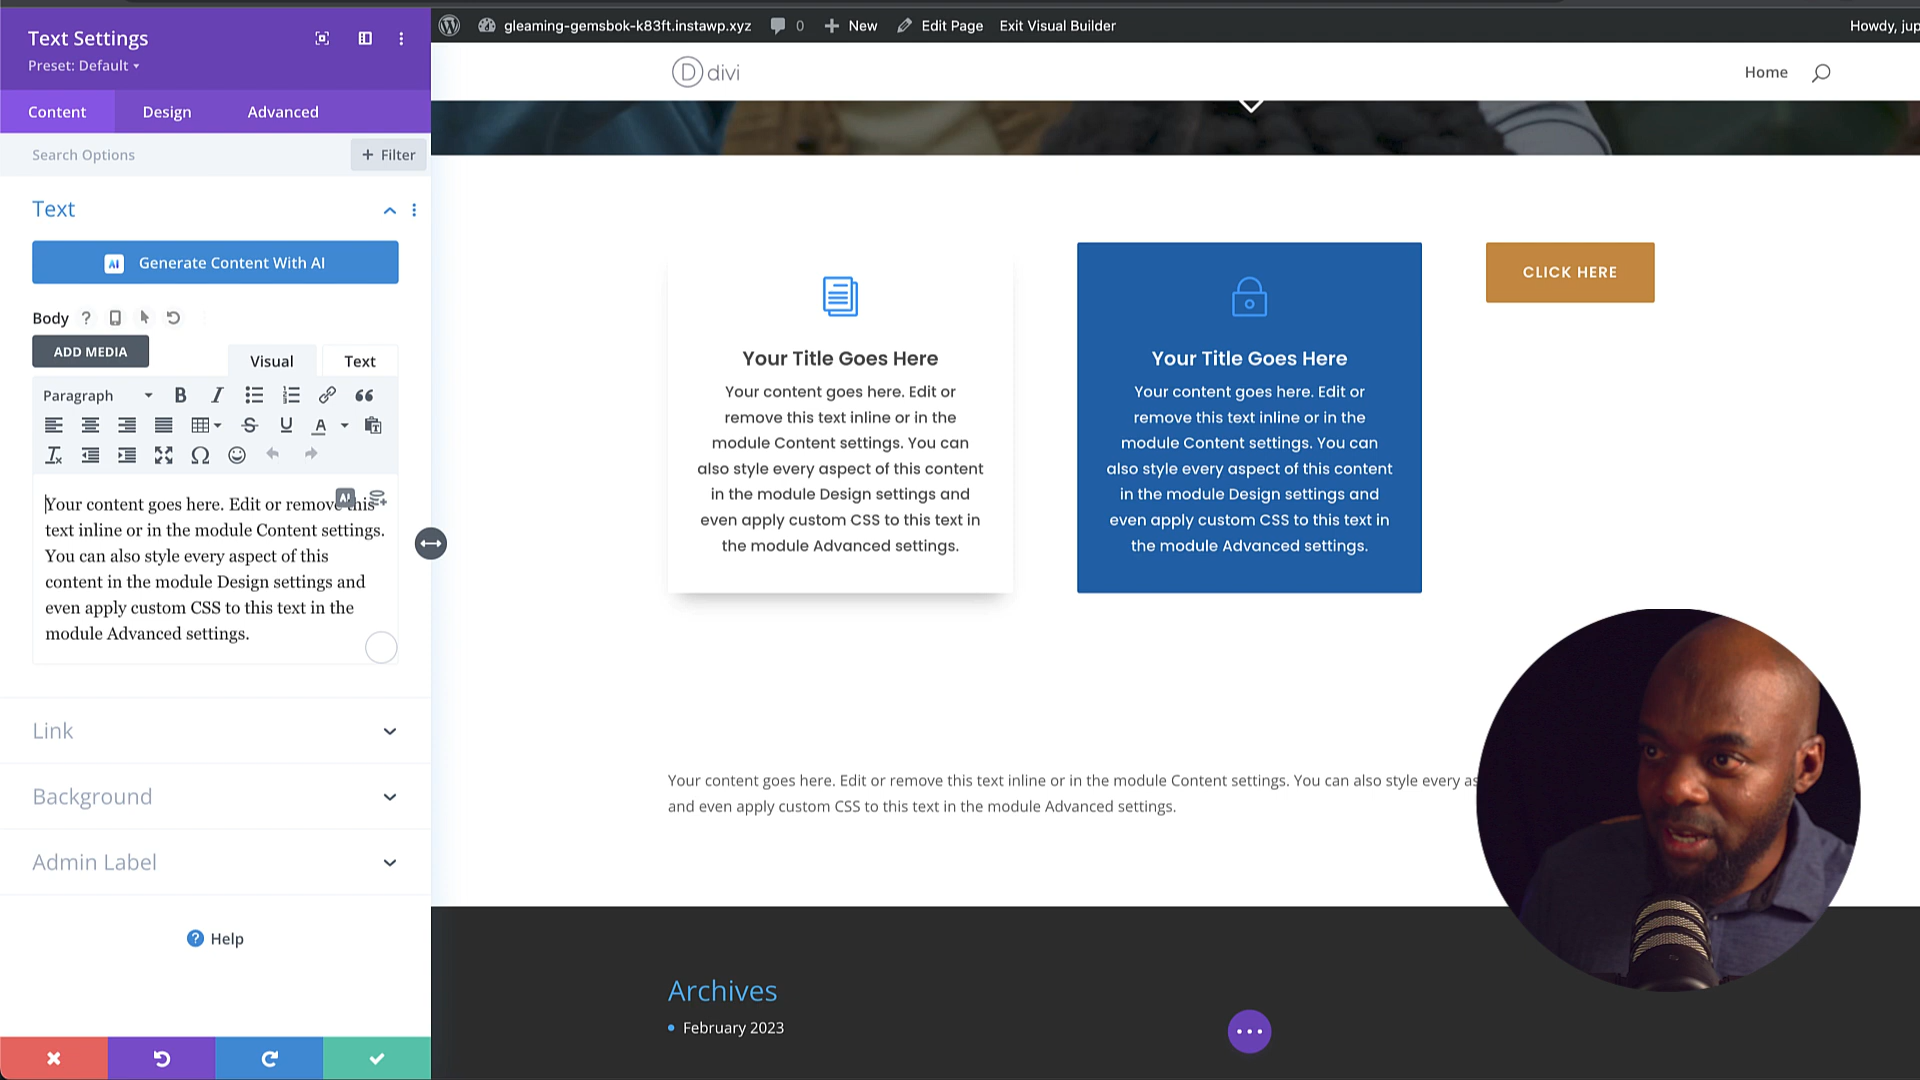 Text Settings
Preset: Default
Content Design Advanced
Search Options
+ Filter
Text
AI Generate Content With AI
Body ?
ADD MEDIA
Visual Text
Paragraph B I
Your content goes here. Edit or remove this
text inline or in the module Content settings.
You can also style every aspect of this
content in the module Design settings and
even apply custom CSS to this text in the
module Advanced settings.
Link
Background
Admin Label
? Help
gleaming-gemsbok-k83ft.instawp.xyz 0 + New Edit Page Exit Visual Builder
Howdy, jup
D divi
Home
Your Title Goes Here
Your content goes here. Edit or
remove this text inline or in the
module Content settings. You can
also style every aspect of this content
in the module Design settings and
even apply custom CSS to this text in
the module Advanced settings.
Your Title Goes Here
Your content goes here. Edit or
remove this text inline or in the
module Content settings. You can
also style every aspect of this content
in the module Design settings and
even apply custom CSS to this text in
the module Advanced settings.
CLICK HERE
Your content goes here. Edit or remove this text inline or in the module Content settings. You can also style every as
and even apply custom CSS to this text in the module Advanced settings.
Archives
February 2023